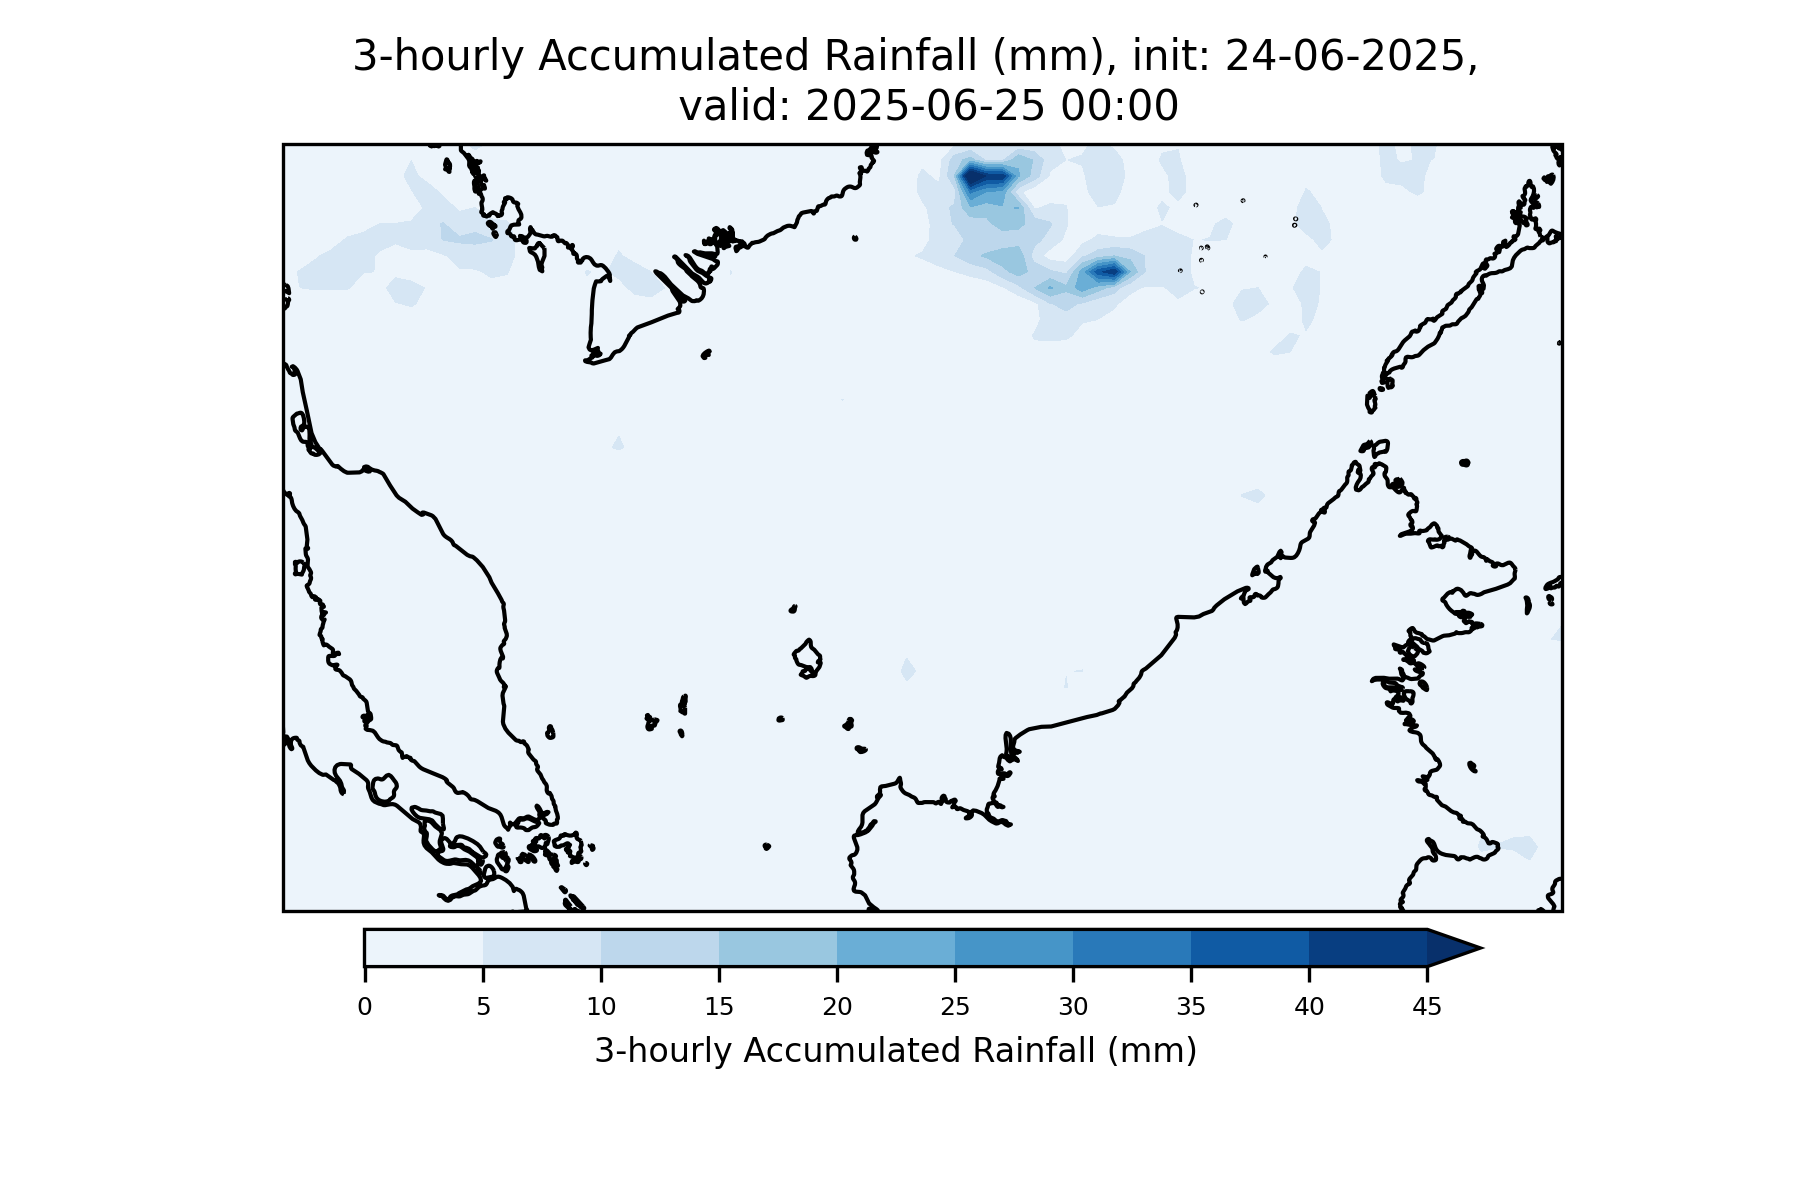 3-hourly Accumulated Rainfall (mm), init: 24-06-2025,
valid: 2025-06-25 00:00
0 5 10 15 20 25 30 35 40 45
3-hourly Accumulated Rainfall (mm)